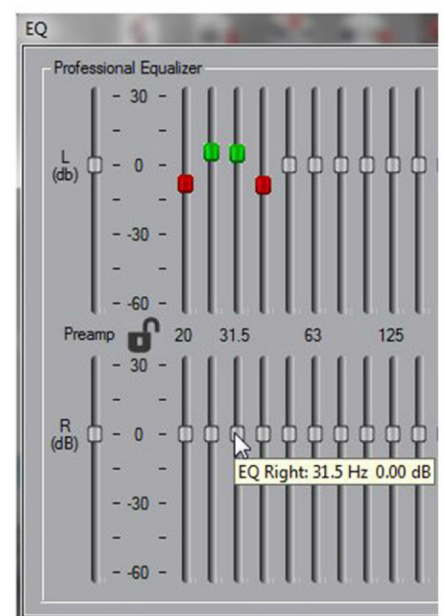 EQ
Professional Equalizer
- 30 -
- -
L
(db)
- 0 -
- -
- -30 -
- -
- -60 -
Preamp 20 31.5 63 125
- 30 -
- -
R
(dB)
- 0 -
EQ Right: 31.5 Hz 0.00 dB
- -
- -30 -
- -
- -60 -